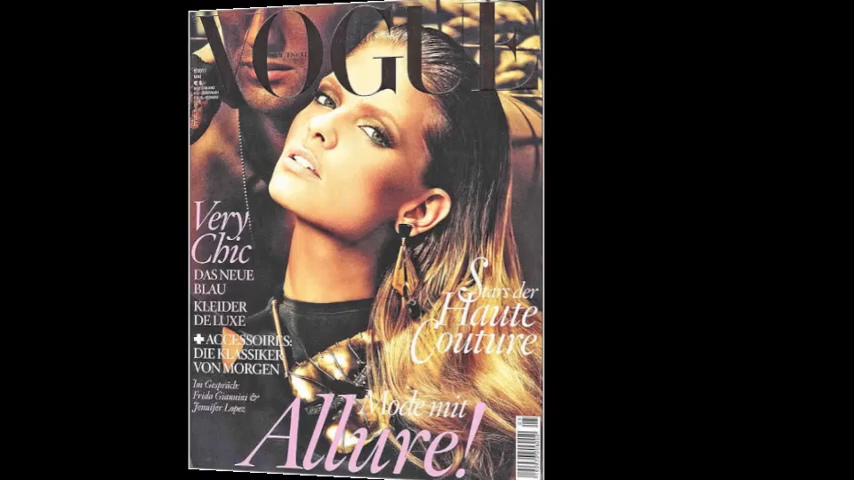 VOGUE
Very
Chic
DAS NEUE
BLAU
KLEIDER
DE LUXE
+ ACCESSOIRES:
DIE KLASSIKER
VON MORGEN
Im Gespräch:
Frida Giannini &
Jennifer Lopez
Stars der
Haute
Couture
Mode mit
Allure!